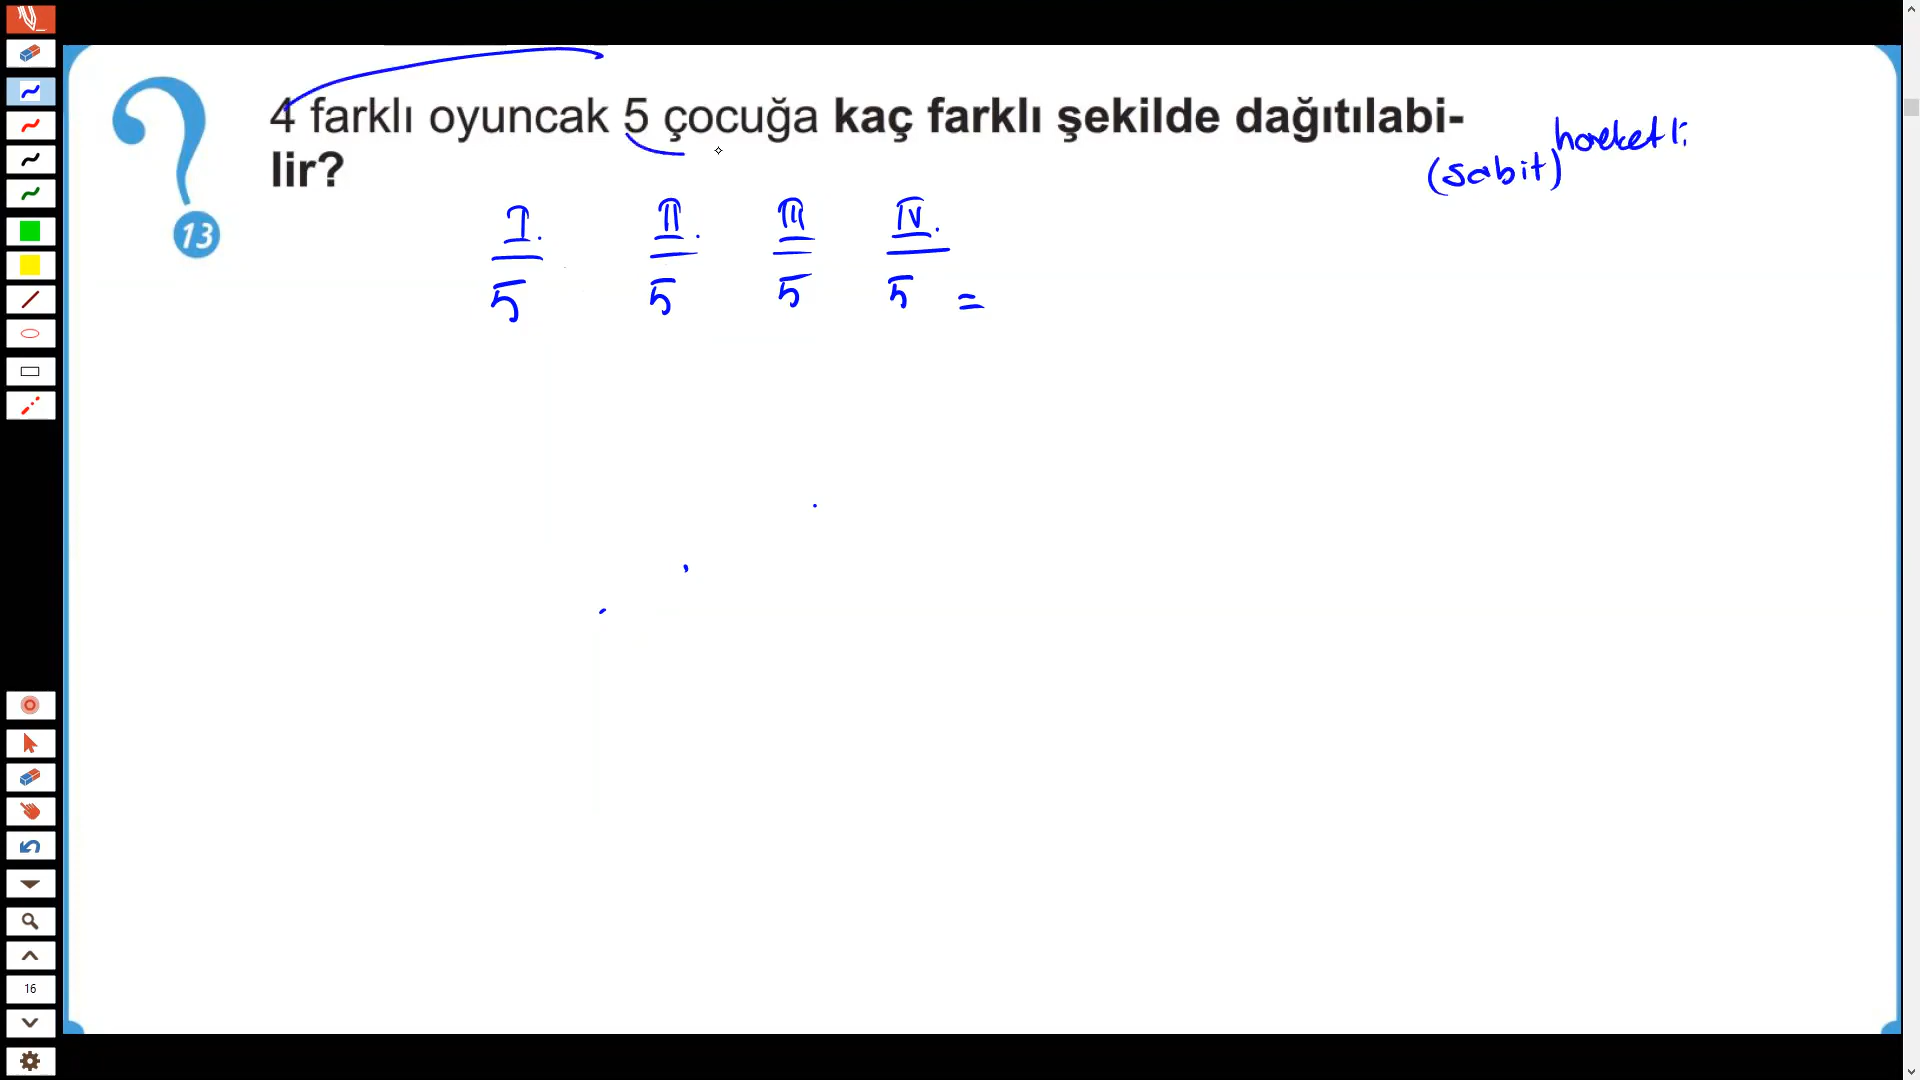 4 farklı oyuncak 5 çocuğa kaç farklı şekilde dağıtılabi-
lir?
hareketli
(sabit)
13
I. II. III IV.
5 5 5 5 =
16